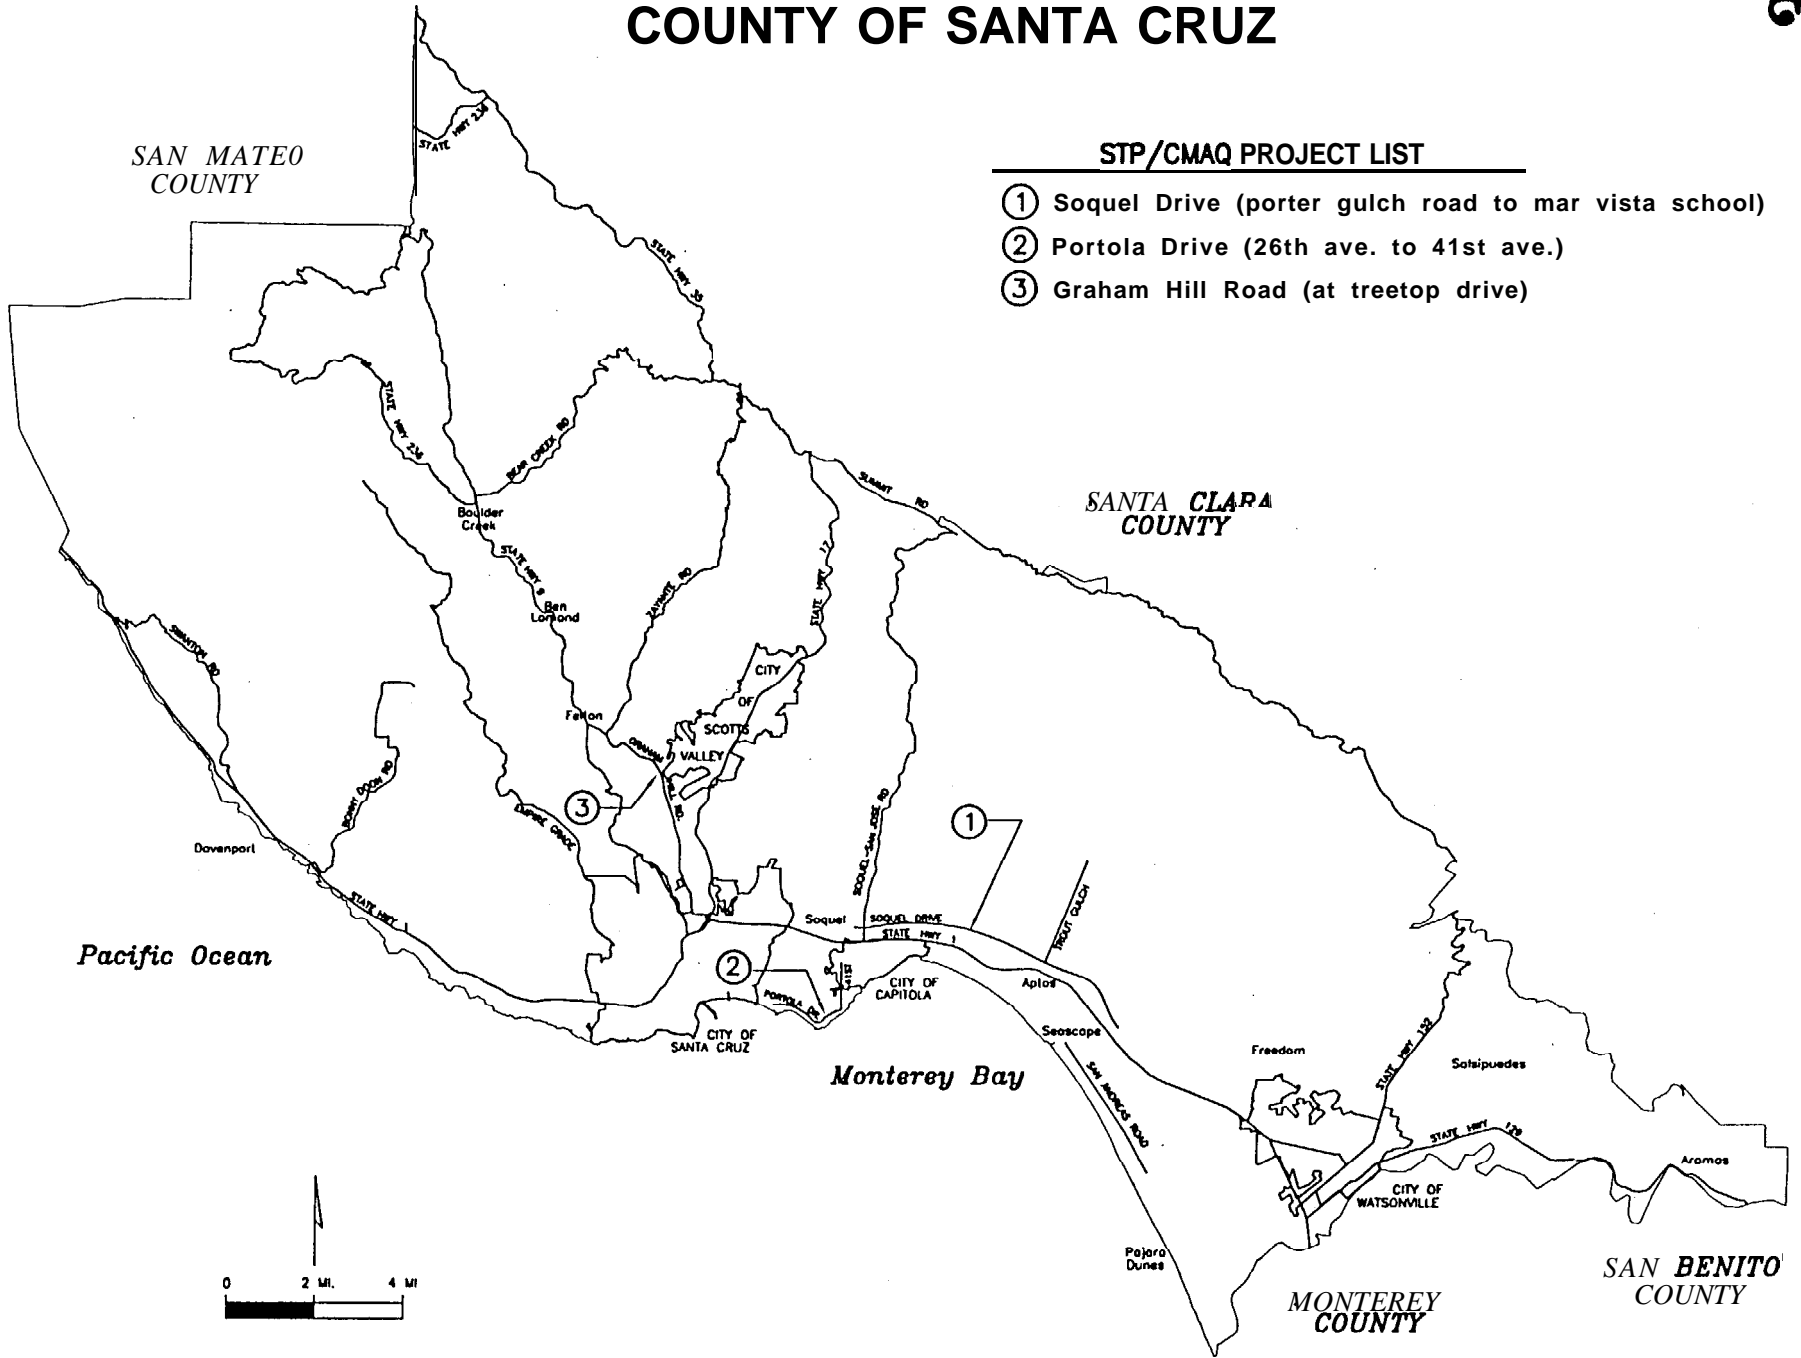 COUNTY OF SANTA CRUZ
9
STATE HWY 236
SAN MATEO
COUNTY
STP/CMAQ PROJECT LIST
1 Soquel Drive (porter gulch road to mar vista school)
2 Portola Drive (26th ave. to 41st ave.)
3 Graham Hill Road (at treetop drive)
STATE HWY 35
STATE HWY 236
BEAR CREEK RD
SUMMIT RD
SANTA CLARA
COUNTY
Boulder
Creek
STATE HWY 9
STATE HWY 17
ZAYANTE RD
Ben
Lomond
SWANTON RD
CITY
OF
SCOTTS
VALLEY
Felton
GRAHAM HILL RD.
BONNY DOON RD
3
EMPIRE GRADE
SOQUEL-SAN JOSE RD
1
Davenport
TROUT GULCH
STATE HWY 1
Soquel
SOQUEL DRIVE
STATE HWY 1
Pacific Ocean
2
41ST
PORTOLA DR
CITY OF
CAPITOLA
Aptos
CITY OF
SANTA CRUZ
Seascape
Freedom
STATE HWY 152
Salsipuedes
Monterey Bay
SAN ANDREAS ROAD
STATE HWY 129
Aromas
CITY OF
WATSONVILLE
Pajaro
Dunes
0 2 MI. 4 MI
MONTEREY
COUNTY
SAN BENITO
COUNTY